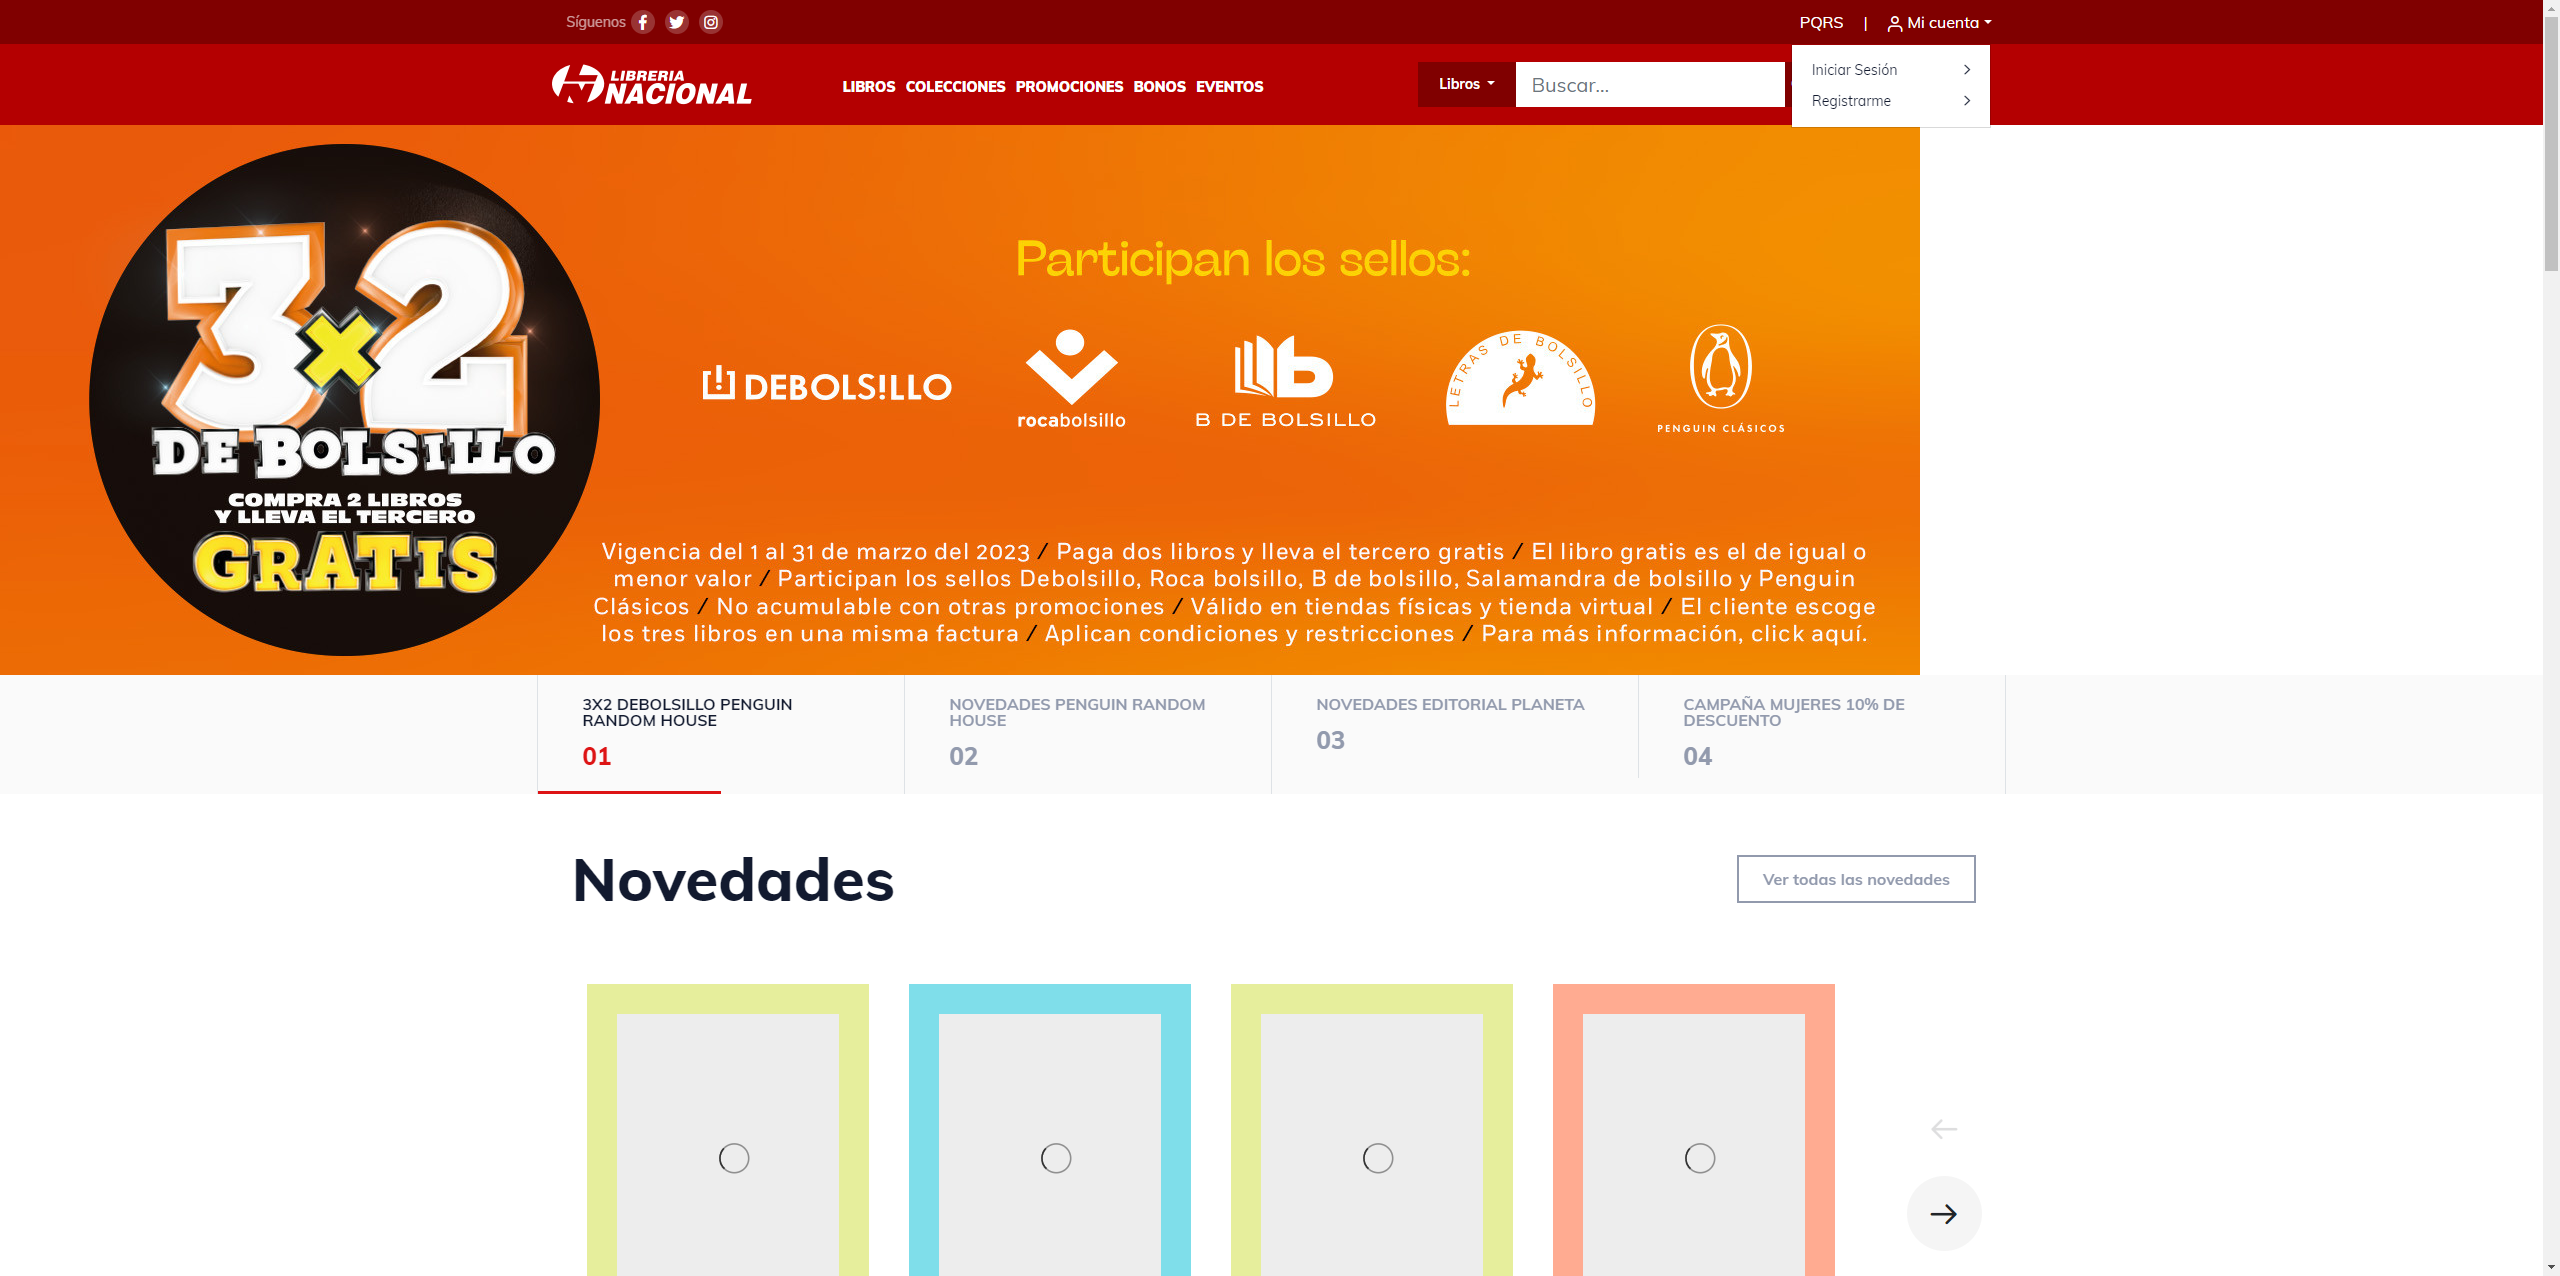 Síguenos
PQRS | Mi cuenta
LIBRERIA
NACIONAL
LIBROS COLECCIONES PROMOCIONES BONOS EVENTOS
Libros
Buscar...
Iniciar Sesión
Registrarme
3x2
DE BOLSILLO
COMPRA 2 LIBROS
Y LLEVA EL TERCERO
GRATIS
Participan los sellos:
DEBOLS!LLO
rocabolsillo
B DE BOLSILLO
LETRAS DE BOLSILLO
PENGUIN CLÁSICOS
Vigencia del 1 al 31 de marzo del 2023 / Paga dos libros y lleva el tercero gratis / El libro gratis es el de igual o
menor valor / Participan los sellos Debolsillo, Roca bolsillo, B de bolsillo, Salamandra de bolsillo y Penguin
Clásicos / No acumulable con otras promociones / Válido en tiendas físicas y tienda virtual / El cliente escoge
los tres libros en una misma factura / Aplican condiciones y restricciones / Para más información, click aquí.
3X2 DEBOLSILLO PENGUIN
RANDOM HOUSE
01
NOVEDADES PENGUIN RANDOM
HOUSE
02
NOVEDADES EDITORIAL PLANETA
03
CAMPAÑA MUJERES 10% DE
DESCUENTO
04
Novedades
Ver todas las novedades